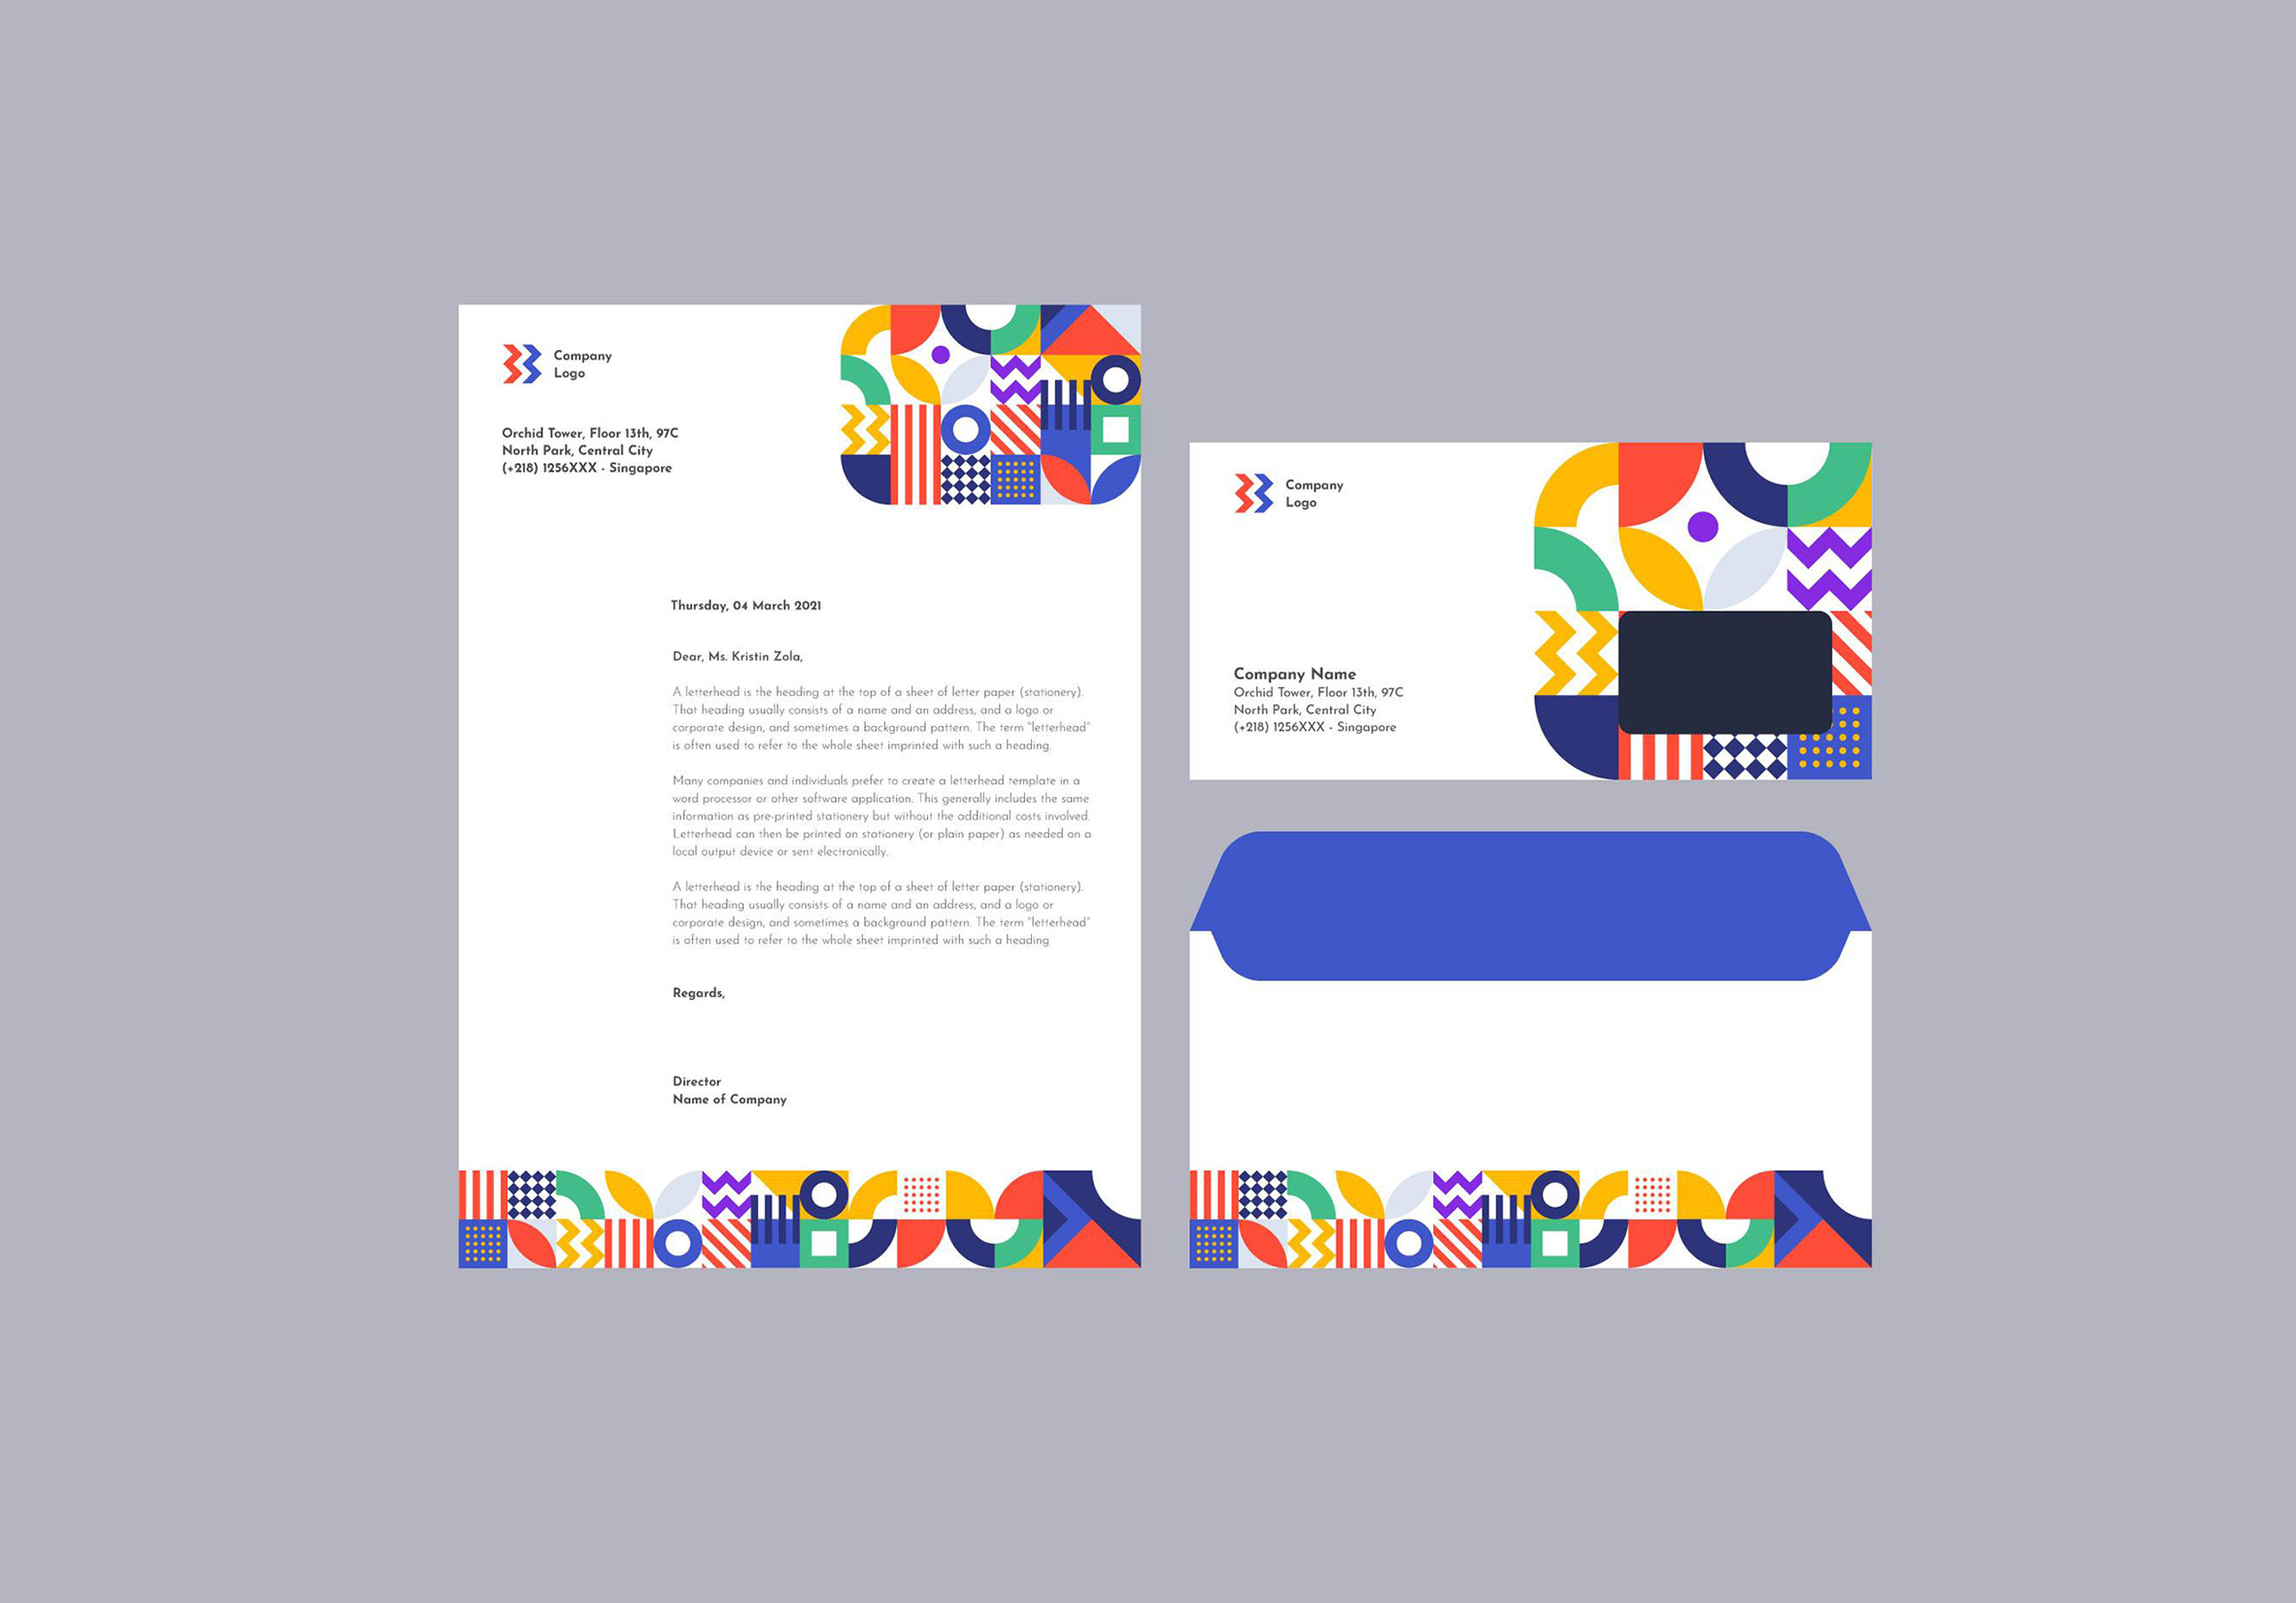 Company
Logo
Orchid Tower, Floor 13th, 97C
North Park, Central City
(+218) 1256XXX - Singapore
Thursday, 04 March 2021
Dear, Ms. Kristin Zola,
A letterhead is the heading at the top of a sheet of letter paper (stationery).
That heading usually consists of a name and an address, and a logo or
corporate design, and sometimes a background pattern. The term "letterhead"
is often used to refer to the whole sheet imprinted with such a heading.
Many companies and individuals prefer to create a letterhead template in a
word processor or other software application. This generally includes the same
information as pre-printed stationery but without the additional costs involved.
Letterhead can then be printed on stationery (or plain paper) as needed on a
local output device or sent electronically.
A letterhead is the heading at the top of a sheet of letter paper (stationery).
That heading usually consists of a name and an address, and a logo or
corporate design, and sometimes a background pattern. The term "letterhead"
is often used to refer to the whole sheet imprinted with such a heading
Regards,
Director
Name of Company
Company
Logo
Company Name
Orchid Tower, Floor 13th, 97C
North Park, Central City
(+218) 1256XXX - Singapore